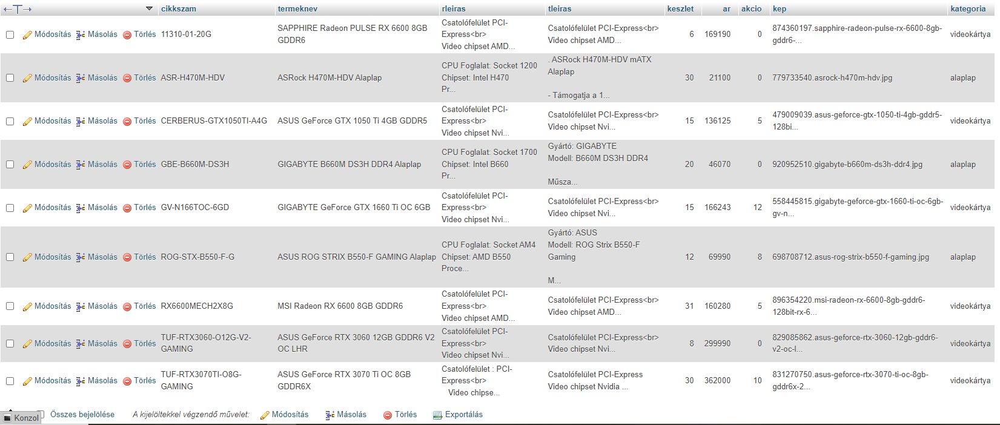 cikkszam termeknev rleiras tleiras keszlet ar akcio kep kategoria
Módosítás Másolás Törlés 11310-01-20G SAPPHIRE Radeon PULSE RX 6600 8GB GDDR6 Csatolófelület PCI-Express<br> Video chipset AMD... Csatolófelület PCI-Express<br> Video chipset AMD... 6 169190 0 874360197.sapphire-radeon-pulse-rx-6600-8gb-gddr6-... videokártya
Módosítás Másolás Törlés ASR-H470M-HDV ASRock H470M-HDV Alaplap CPU Foglalat: Socket 1200 Chipset: Intel H470 Pr... . ASRock H470M-HDV mATX Alaplap - Támogatja a 1... 30 21100 0 779733540.asrock-h470m-hdv.jpg alaplap
Módosítás Másolás Törlés CERBERUS-GTX1050TI-A4G ASUS GeForce GTX 1050 Ti 4GB GDDR5 Csatolófelület PCI-Express<br> Video chipset Nvi... Csatolófelület PCI-Express<br> Video chipset Nvi... 15 136125 5 479009039.asus-geforce-gtx-1050-ti-4gb-gddr5-128bi... videokártya
Módosítás Másolás Törlés GBE-B660M-DS3H GIGABYTE B660M DS3H DDR4 Alaplap CPU Foglalat: Socket 1700 Chipset: Intel B660 Pr... Gyártó: GIGABYTE Modell: B660M DS3H DDR4 Műsza... 20 46070 0 920952510.gigabyte-b660m-ds3h-ddr4.jpg alaplap
Módosítás Másolás Törlés GV-N166TOC-6GD GIGABYTE GeForce GTX 1660 Ti OC 6GB Csatolófelület PCI-Express<br> Video chipset Nvi... Csatolófelület PCI-Express<br> Video chipset Nvi... 15 166243 12 558445815.gigabyte-geforce-gtx-1660-ti-oc-6gb-gv-n... videokártya
Módosítás Másolás Törlés ROG-STX-B550-F-G ASUS ROG STRIX B550-F GAMING Alaplap CPU Foglalat: Socket AM4 Chipset: AMD B550 Proce... Gyártó: ASUS Modell: ROG Strix B550-F Gaming M... 12 69990 8 698708712.asus-rog-strix-b550-f-gaming.jpg alaplap
Módosítás Másolás Törlés RX6600MECH2X8G MSI Radeon RX 6600 8GB GDDR6 Csatolófelület PCI-Express<br> Video chipset AMD... Csatolófelület PCI-Express<br> Video chipset AMD... 31 160280 5 896354220.msi-radeon-rx-6600-8gb-gddr6-128bit-rx-6... videokártya
Módosítás Másolás Törlés TUF-RTX3060-O12G-V2-GAMING ASUS GeForce RTX 3060 12GB GDDR6 V2 OC LHR Csatolófelület PCI-Express<br> Video chipset Nvi... Csatolófelület PCI-Express<br> Video chipset Nvi... 8 299990 0 829085862.asus-geforce-rtx-3060-12gb-gddr6-v2-oc-l... videokártya
Módosítás Másolás Törlés TUF-RTX3070TI-O8G-GAMING ASUS GeForce RTX 3070 Ti OC 8GB GDDR6X Csatolófelület : PCI-Express<br> Video chipse... Csatolófelület PCI-Express Video chipset Nvidia ... 30 362000 10 831270750.asus-geforce-rtx-3070-ti-oc-8gb-gddr6x-2... videokártya
Összes bejelölése A kijelöltekkel végzendő művelet: Módosítás Másolás Törlés Exportálás
Konzol